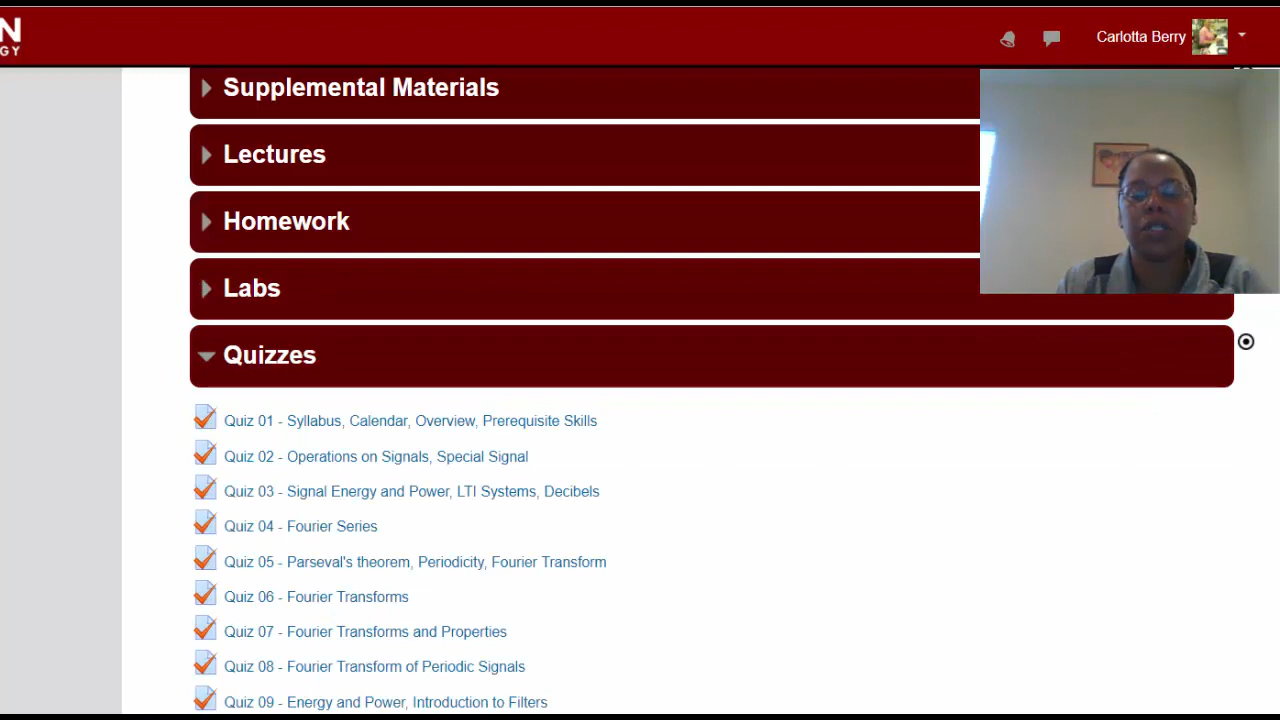 N
GY
Carlotta Berry
Supplemental Materials
Lectures
Homework
Labs
Quizzes
Quiz 01 - Syllabus, Calendar, Overview, Prerequisite Skills
Quiz 02 - Operations on Signals, Special Signal
Quiz 03 - Signal Energy and Power, LTI Systems, Decibels
Quiz 04 - Fourier Series
Quiz 05 - Parseval's theorem, Periodicity, Fourier Transform
Quiz 06 - Fourier Transforms
Quiz 07 - Fourier Transforms and Properties
Quiz 08 - Fourier Transform of Periodic Signals
Quiz 09 - Energy and Power, Introduction to Filters